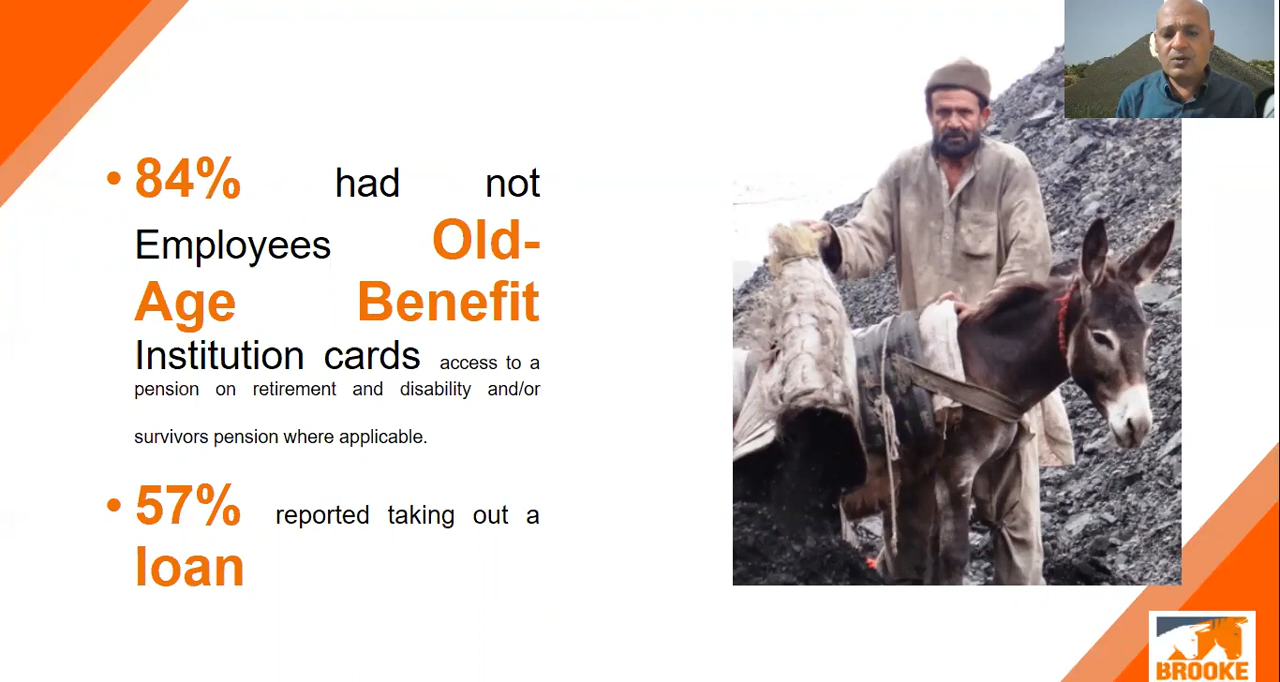 • 84% had not
Employees Old-
Age Benefit
Institution cards access to a
pension on retirement and disability and/or
survivors pension where applicable.
• 57% reported taking out a
loan
BROOKE